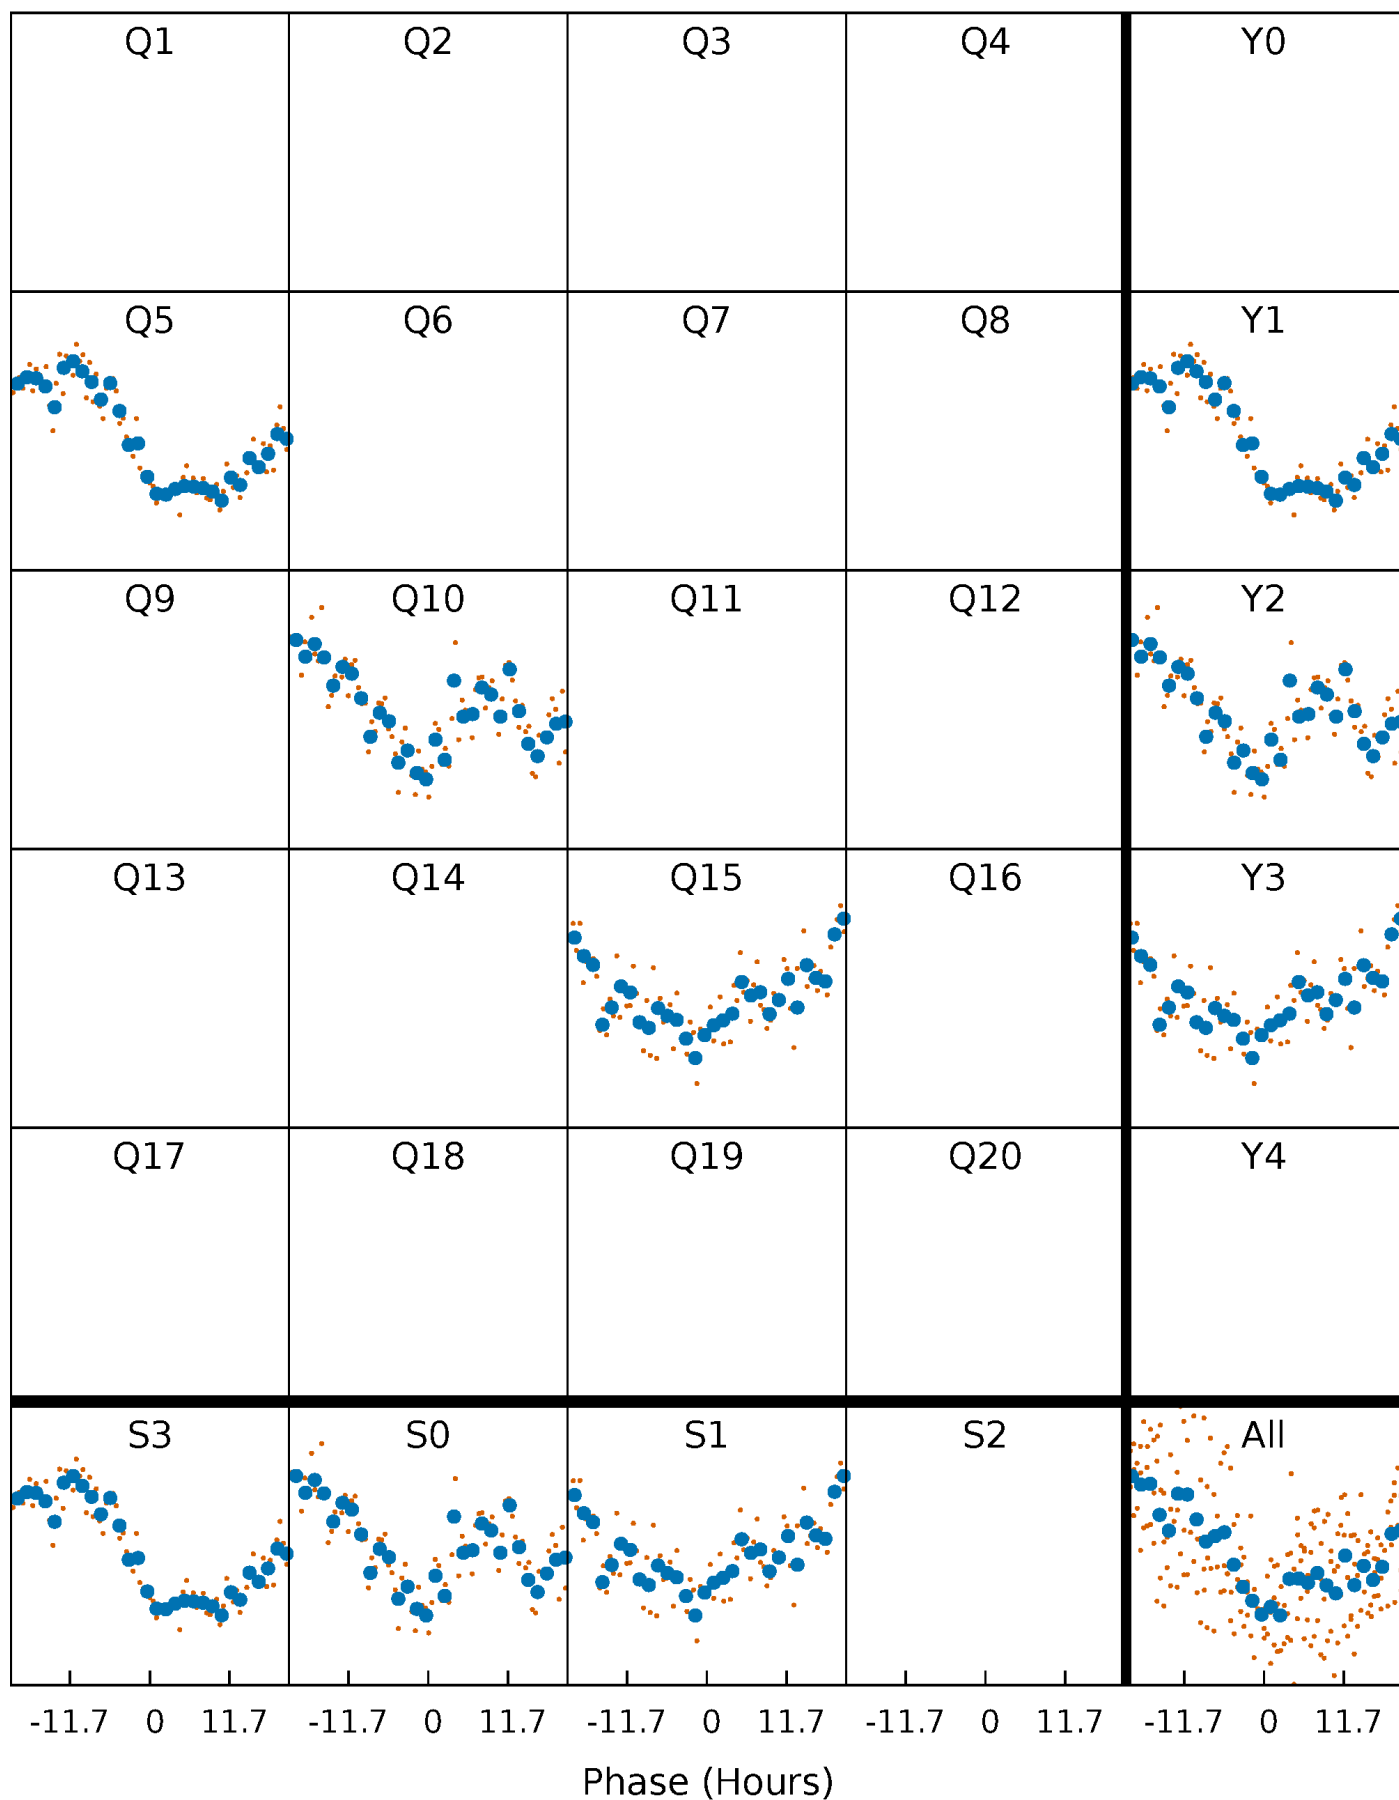 Q1 Q2 Q3 Q4 Y0
Q5 Q6 Q7 Q8 Y1
Q9 Q10 Q11 Q12 Y2
Q13 Q14 Q15 Q16 Y3
Q17 Q18 Q19 Q20 Y4
S3 S0 S1 S2 All
-11.7 0 11.7 -11.7 0 11.7 -11.7 0 11.7 -11.7 0 11.7 -11.7 0 11.7
Phase (Hours)